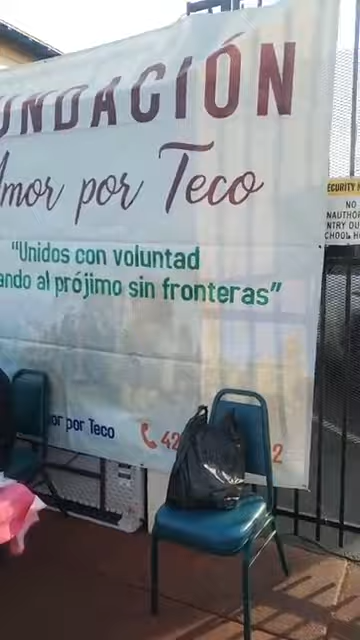 UNDACIÓN
Amor por Teco
"Unidos con voluntad
ando al prójimo sin fronteras"
or por Teco
42
2
ECURITY
NO
NAUTHOR
NTRY DU
CHOOL H